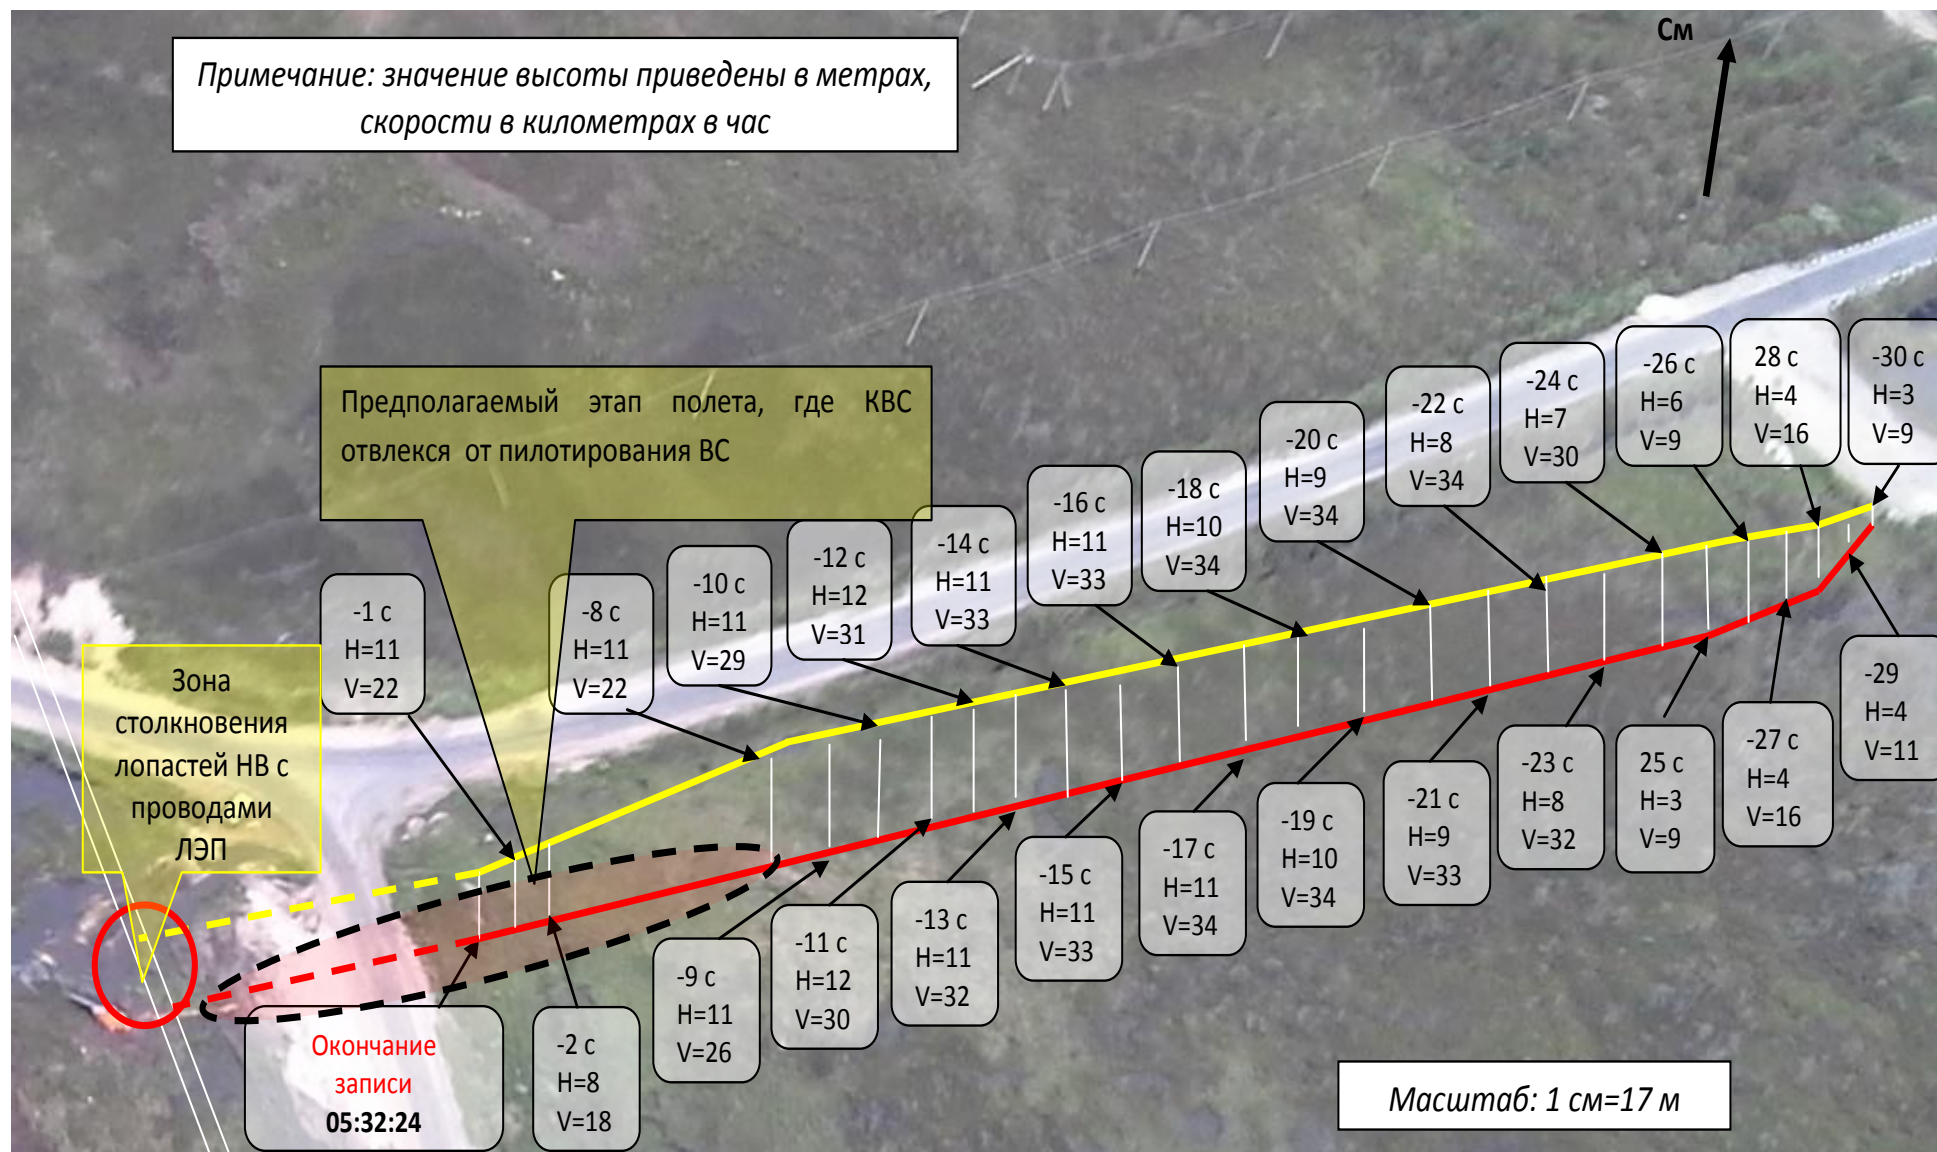 См
Примечание: значение высоты приведены в метрах,
скорости в километрах в час
Предполагаемый этап полета, где КВС
отвлекся от пилотирования ВС
Зона
столкновения
лопастей НВ с
проводами
ЛЭП
-1 с
H=11
V=22
-8 с
H=11
V=22
-10 с
H=11
V=29
-12 с
H=12
V=31
-14 с
H=11
V=33
-16 с
H=11
V=33
-18 с
H=10
V=34
-20 с
H=9
V=34
-22 с
H=8
V=34
-24 с
H=7
V=30
-26 с
H=6
V=9
28 с
H=4
V=16
-30 с
H=3
V=9
Окончание
записи
05:32:24
-2 с
H=8
V=18
-9 с
H=11
V=26
-11 с
H=12
V=30
-13 с
H=11
V=32
-15 с
H=11
V=33
-17 с
H=11
V=34
-19 с
H=10
V=34
-21 с
H=9
V=33
-23 с
H=8
V=32
25 с
H=3
V=9
-27 с
H=4
V=16
-29
H=4
V=11
Масштаб: 1 см=17 м